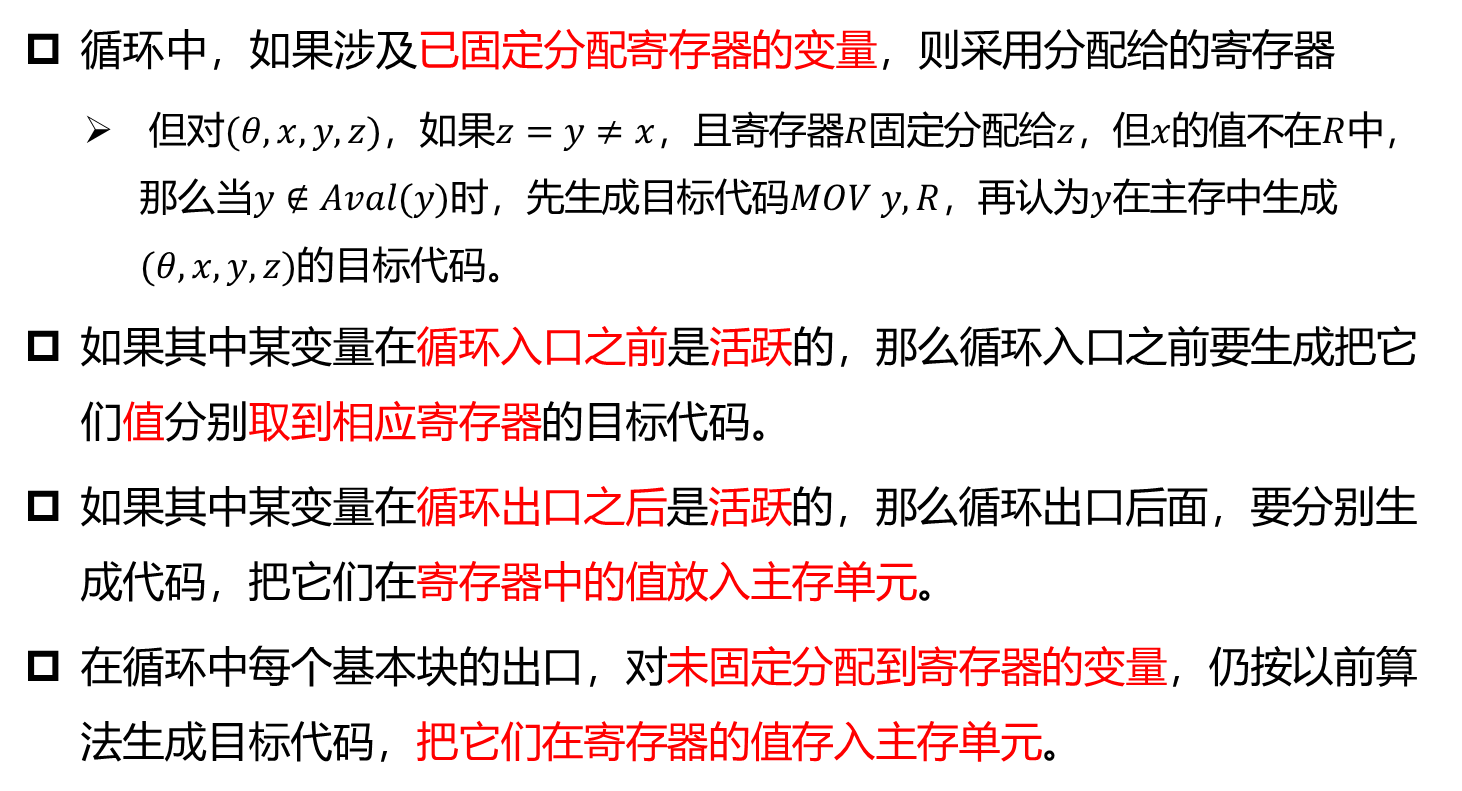 循环中，如果涉及已固定分配寄存器的变量，则采用分配给的寄存器
但对(θ, x, y, z)，如果z = y ≠ x，且寄存器R固定分配给z，但x的值不在R中，
那么当y ∉ Aval(y)时，先生成目标代码MOV y, R，再认为y在主存中生成
(θ, x, y, z)的目标代码。
如果其中某变量在循环入口之前是活跃的，那么循环入口之前要生成把它
们值分别取到相应寄存器的目标代码。
如果其中某变量在循环出口之后是活跃的，那么循环出口后面，要分别生
成代码，把它们在寄存器中的值放入主存单元。
在循环中每个基本块的出口，对未固定分配到寄存器的变量，仍按以前算
法生成目标代码，把它们在寄存器的值存入主存单元。